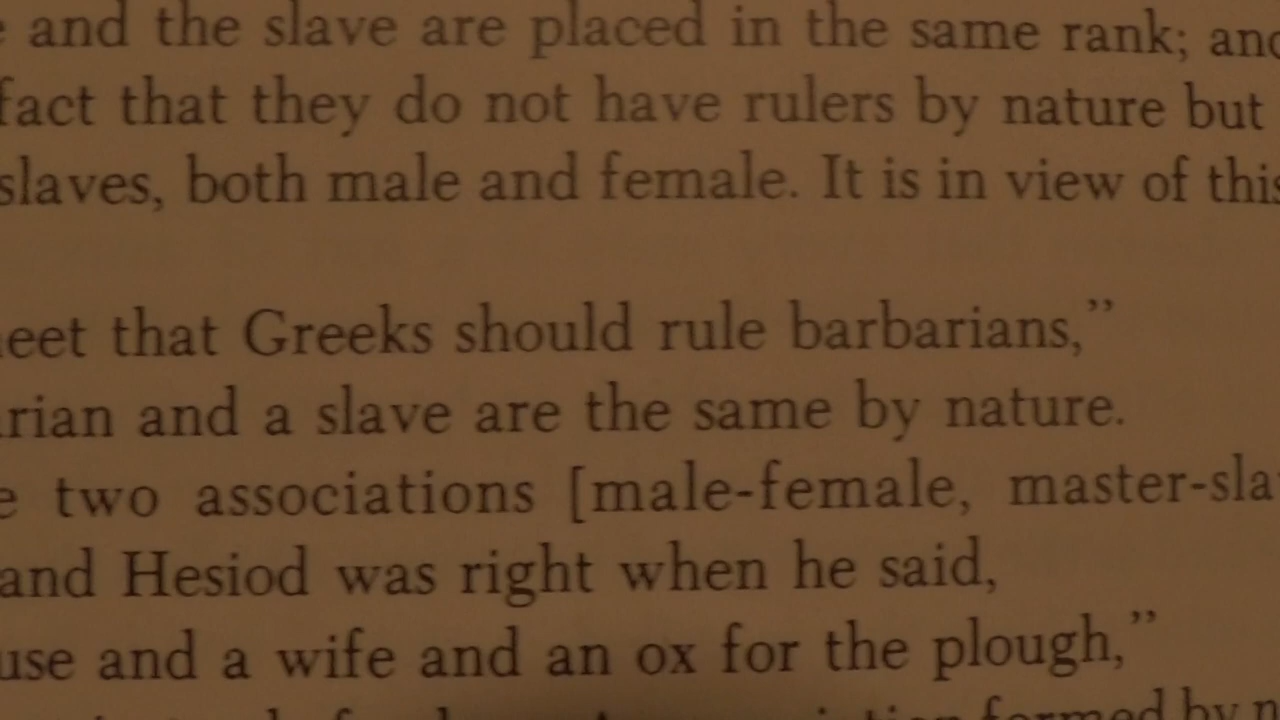 and the slave are placed in the same rank; and
fact that they do not have rulers by nature but
slaves, both male and female. It is in view of this
that Greeks should rule barbarians,”
and a slave are the same by nature.
two associations [male-female, master-sla
and Hesiod was right when he said,
and a wife and an ox for the plough,”
formed by